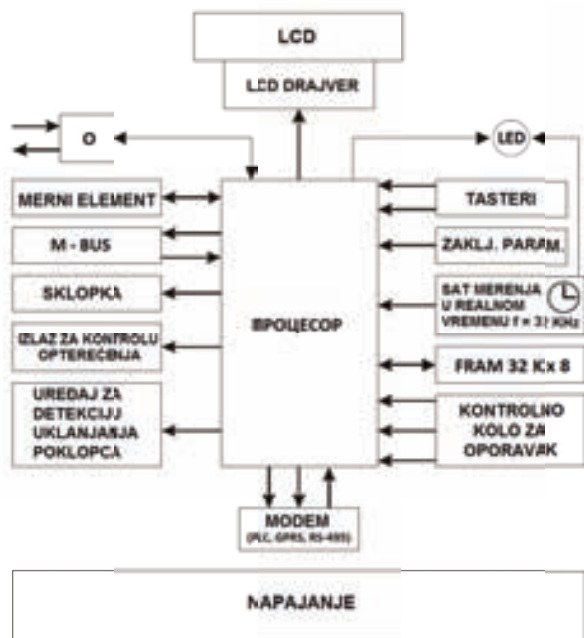 LCD
LCD DRAJVER
O
LED
MERNI ELEMENT
TASTERI
M - BUS
ZAKLJ. PARAM.
SKLOPKA
SAT MERENJA
U REALNOM
VREMENU f = 32 KHz
ПРОЦЕСОР
IZLAZ ZA KONTROLU
OPTEREĆENJA
FRAM 32 K x 8
UREĐAJ ZA
DETEKCIJU
UKLANJANJA
POKLOPCA
KONTROLNO
KOLO ZA
OPORAVAK
MODEM
(PLC, GPRS, RS-485)
NAPAJANJE